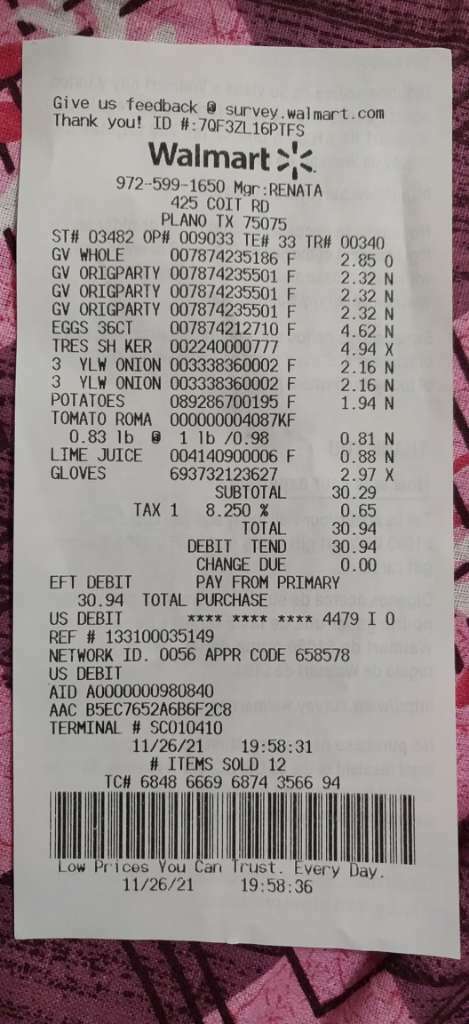 Give us feedback @ survey.walmart.com
Thank you! ID #:7QF3ZL16PTFS
Walmart
972-599-1650 Mgr:RENATA
425 COIT RD
PLANO TX 75075
ST# 03482 OP# 009033 TE# 33 TR# 00340
GV WHOLE 007874235186 F 2.85 O
GV ORIGPARTY 007874235501 F 2.32 N
GV ORIGPARTY 007874235501 F 2.32 N
GV ORIGPARTY 007874235501 F 2.32 N
EGGS 36CT 007874212710 F 4.62 N
TRES SH KER 002240000777 4.94 X
3 YLW ONION 003338360002 F 2.16 N
3 YLW ONION 003338360002 F 2.16 N
POTATOES 089286700195 F 1.94 N
TOMATO ROMA 000000004087KF
0.83 lb @ 1 lb /0.98 0.81 N
LIME JUICE 004140900006 F 0.88 N
GLOVES 693732123627 2.97 X
SUBTOTAL 30.29
TAX 1 8.250 % 0.65
TOTAL 30.94
DEBIT TEND 30.94
CHANGE DUE 0.00
EFT DEBIT PAY FROM PRIMARY
30.94 TOTAL PURCHASE
US DEBIT **** **** **** 4479 I 0
REF # 133100035149
NETWORK ID. 0056 APPR CODE 658578
US DEBIT
AID A0000000980840
AAC B5EC7652A6B6F2C8
TERMINAL # SC010410
11/26/21 19:58:31
# ITEMS SOLD 12
TC# 6848 6669 6874 3566 94
Low Prices You Can Trust. Every Day.
11/26/21 19:58:36